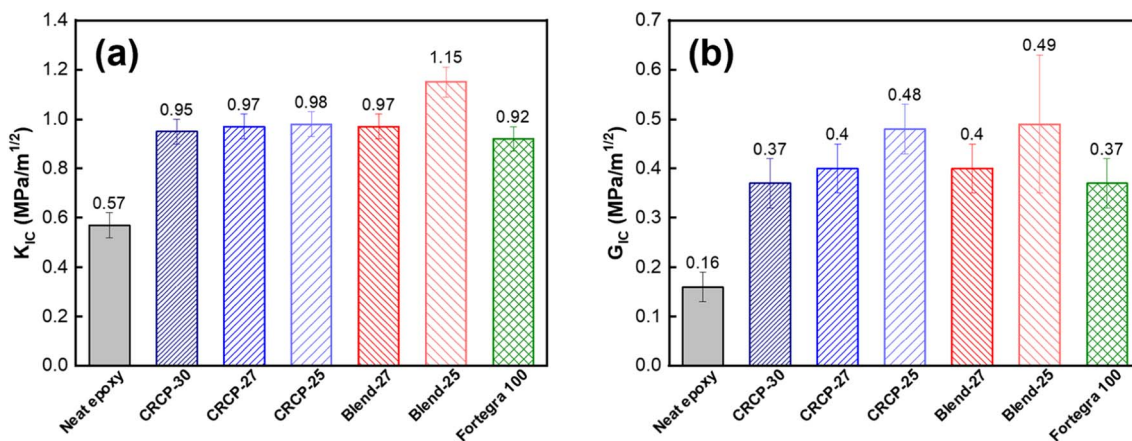 (a)
K_IC (MPa/m^1/2)
1.4
1.2
1.0
0.8
0.6
0.4
0.2
0.0
0.57
0.95
0.97
0.98
0.97
1.15
0.92
Neat epoxy
CRCP-30
CRCP-27
CRCP-25
Blend-27
Blend-25
Fortegra 100
(b)
G_IC (MPa/m^1/2)
0.7
0.6
0.5
0.4
0.3
0.2
0.1
0.0
0.16
0.37
0.4
0.48
0.4
0.49
0.37
Neat epoxy
CRCP-30
CRCP-27
CRCP-25
Blend-27
Blend-25
Fortegra 100